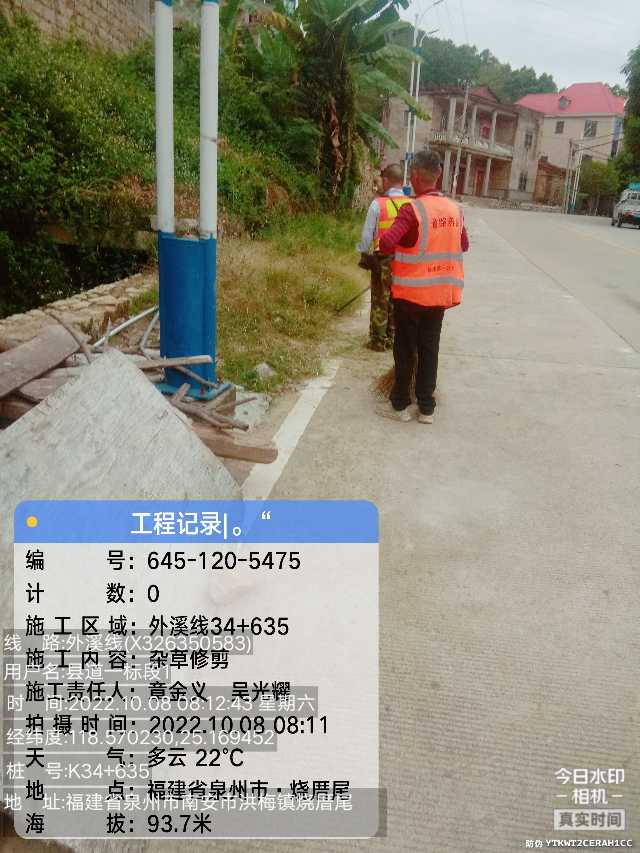 工程记录|。“
编 号：645-120-5475
计 数：0
施工区域：外溪线34+635
线 路:外溪线(X326350583)
施工内容：杂草修剪
用户名:县道一标段1
施工责任人：章金义 吴光耀
时 间:2022.10.08 08:12:43 星期六
拍摄时间：2022.10.08 08:11
经纬度:118.570230,25.169452
天 气：多云 22℃
桩 号:K34+635
地 点：福建省泉州市·烧厝尾
地 址:福建省泉州市南安市洪梅镇烧厝尾
海 拔：93.7米
今日水印
相机
真实时间
防伪 YTKWT2CERAH1CC